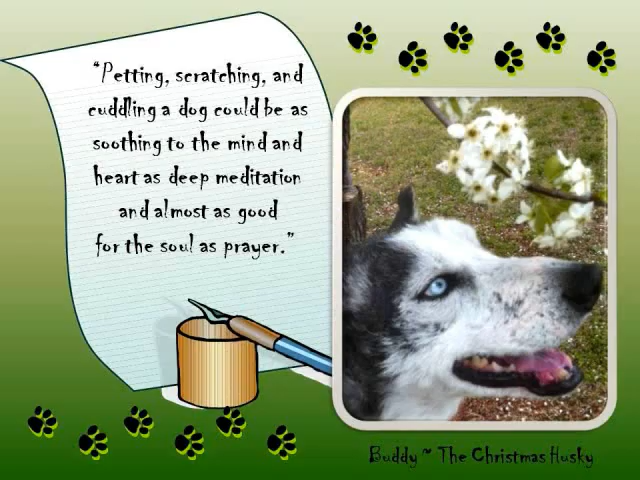 “Petting, scratching, and
cuddling a dog could be as
soothing to the mind and
heart as deep meditation
and almost as good
for the soul as prayer.”
Buddy ~ The Christmas Husky